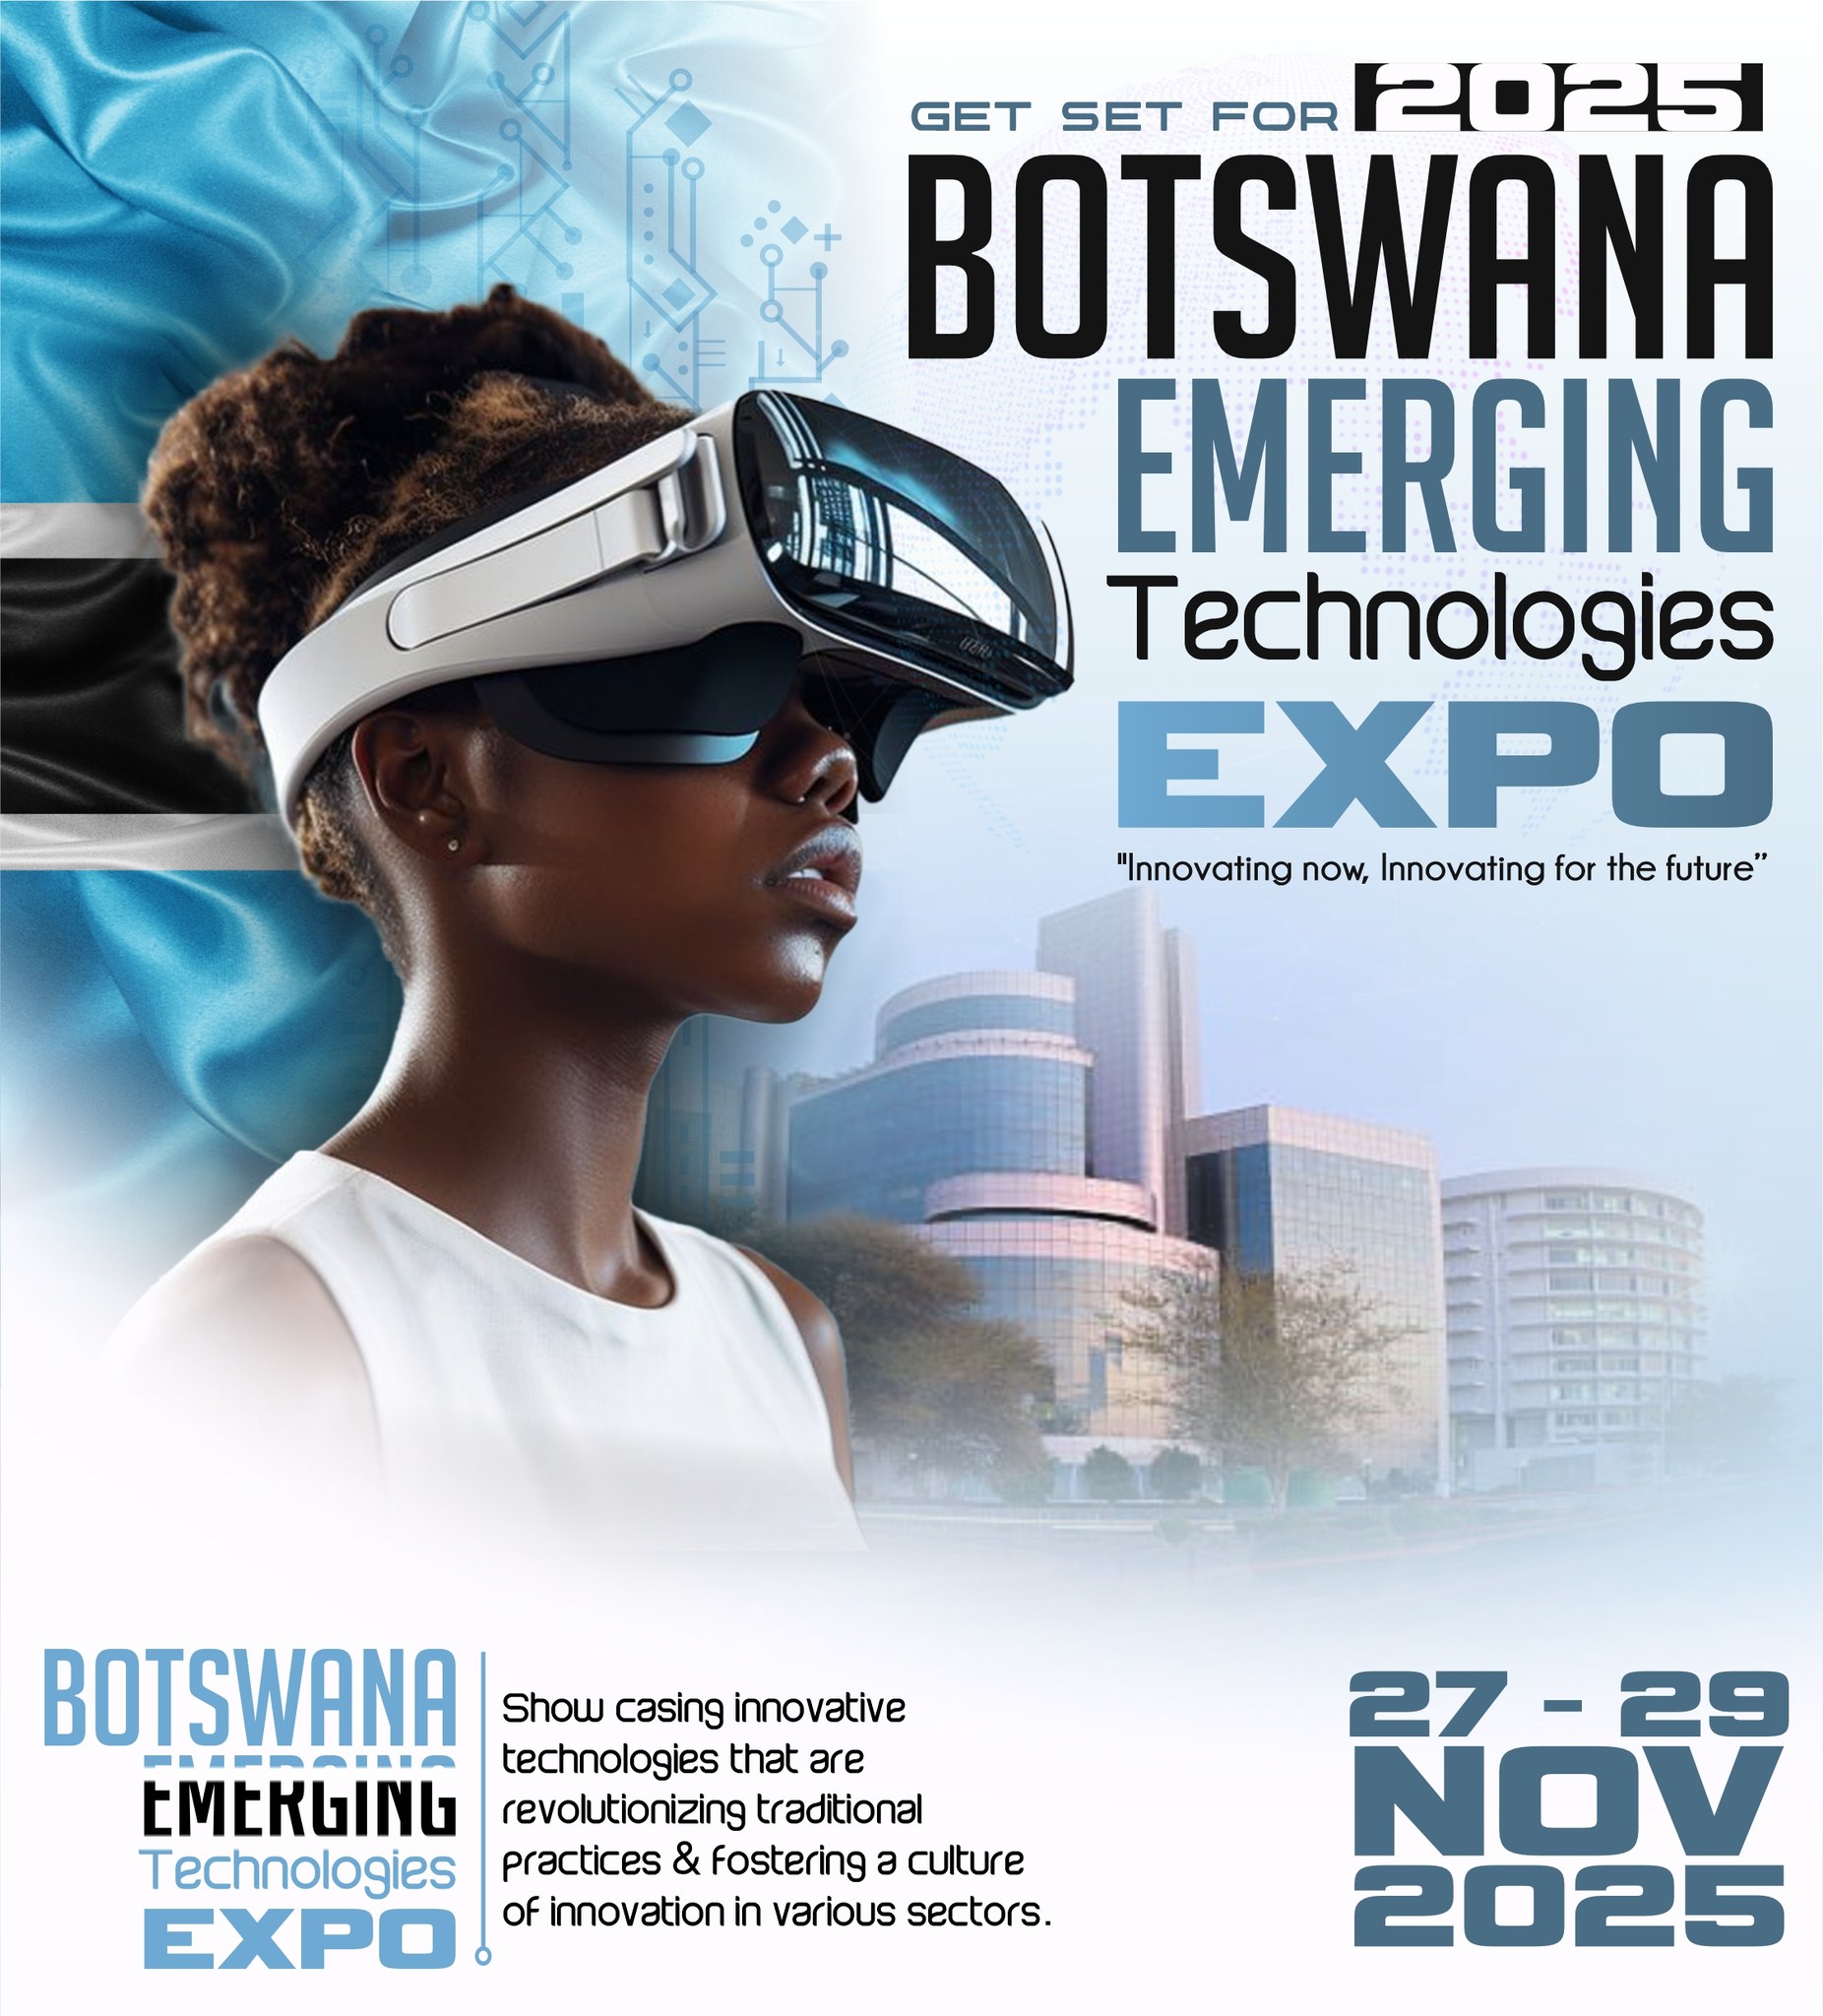 GET SET FOR 2025
BOTSWANA
EMERGING
Technologies
EXPO
"Innovating now, Innovating for the future”
BOTSWANA
EMERGING
Technologies
EXPO
Show casing innovative
technologies that are
revolutionizing traditional
practices & fostering a culture
of innovation in various sectors.
27 - 29
NOV
2025